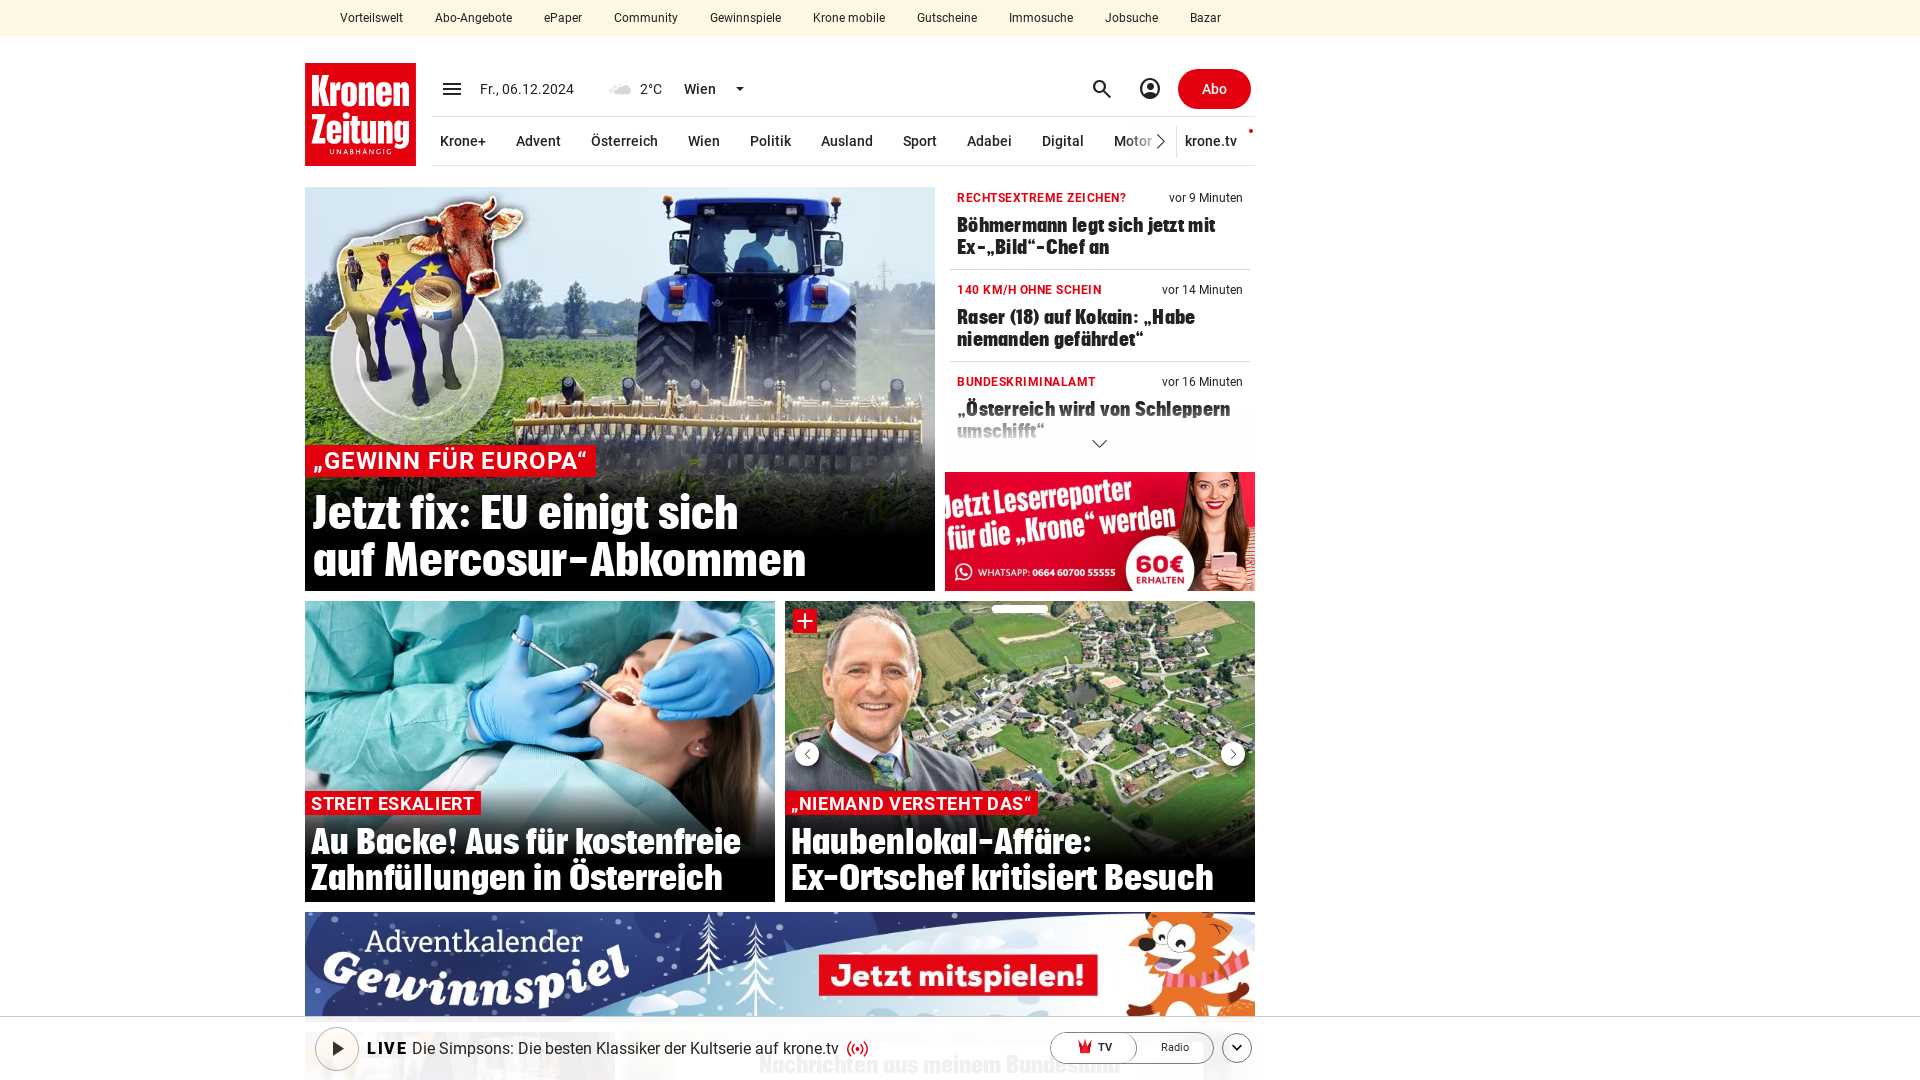 Vorteilswelt Abo-Angebote ePaper Community Gewinnspiele Krone mobile Gutscheine Immosuche Jobsuche Bazar
Kronen
Zeitung
UNABHÄNGIG
Fr., 06.12.2024 2°C Wien Abo
Krone+ Advent Österreich Wien Politik Ausland Sport Adabei Digital Motor krone.tv
„GEWINN FÜR EUROPA“
Jetzt fix: EU einigt sich
auf Mercosur-Abkommen
RECHTSEXTREME ZEICHEN? vor 9 Minuten
Böhmermann legt sich jetzt mit
Ex-„Bild“-Chef an
140 KM/H OHNE SCHEIN vor 14 Minuten
Raser (18) auf Kokain: „Habe
niemanden gefährdet“
BUNDESKRIMINALAMT vor 16 Minuten
„Österreich wird von Schleppern
umschifft“
Jetzt Leserreporter
für die „Krone“ werden
WHATSAPP: 0664 60700 55555
60€
ERHALTEN
STREIT ESKALIERT
Au Backe! Aus für kostenfreie
Zahnfüllungen in Österreich
„NIEMAND VERSTEHT DAS“
Haubenlokal-Affäre:
Ex-Ortschef kritisiert Besuch
Adventkalender
Gewinnspiel
Jetzt mitspielen!
LIVE Die Simpsons: Die besten Klassiker der Kultserie auf krone.tv TV Radio
Nachrichten aus meinem Bundesland